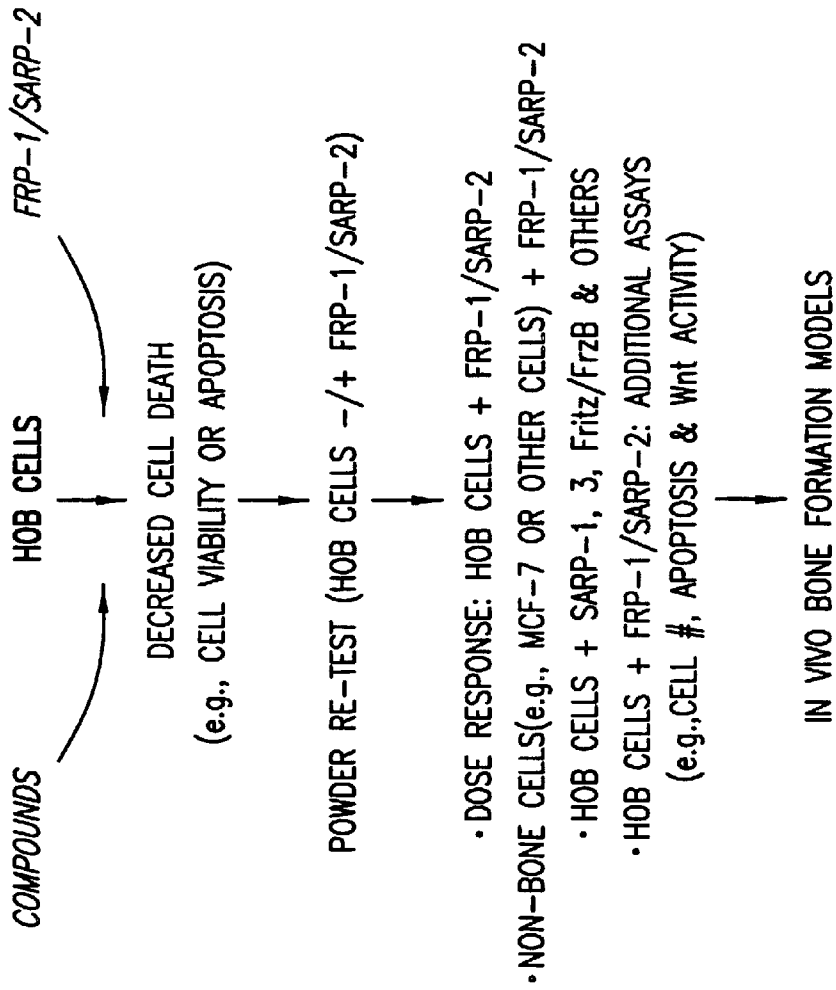 COMPOUNDS
HOB CELLS
FRP-1/SARP-2
DECREASED CELL DEATH
(e.g., CELL VIABILITY OR APOPTOSIS)
POWDER RE-TEST (HOB CELLS -/+ FRP-1/SARP-2)
· DOSE RESPONSE: HOB CELLS + FRP-1/SARP-2
· NON-BONE CELLS(e.g., MCF-7 OR OTHER CELLS) + FRP-1/SARP-2
· HOB CELLS + SARP-1, 3, Fritz/FrzB & OTHERS
· HOB CELLS + FRP-1/SARP-2: ADDITIONAL ASSAYS
(e.g.,CELL #, APOPTOSIS & Wnt ACTIVITY)
IN VIVO BONE FORMATION MODELS